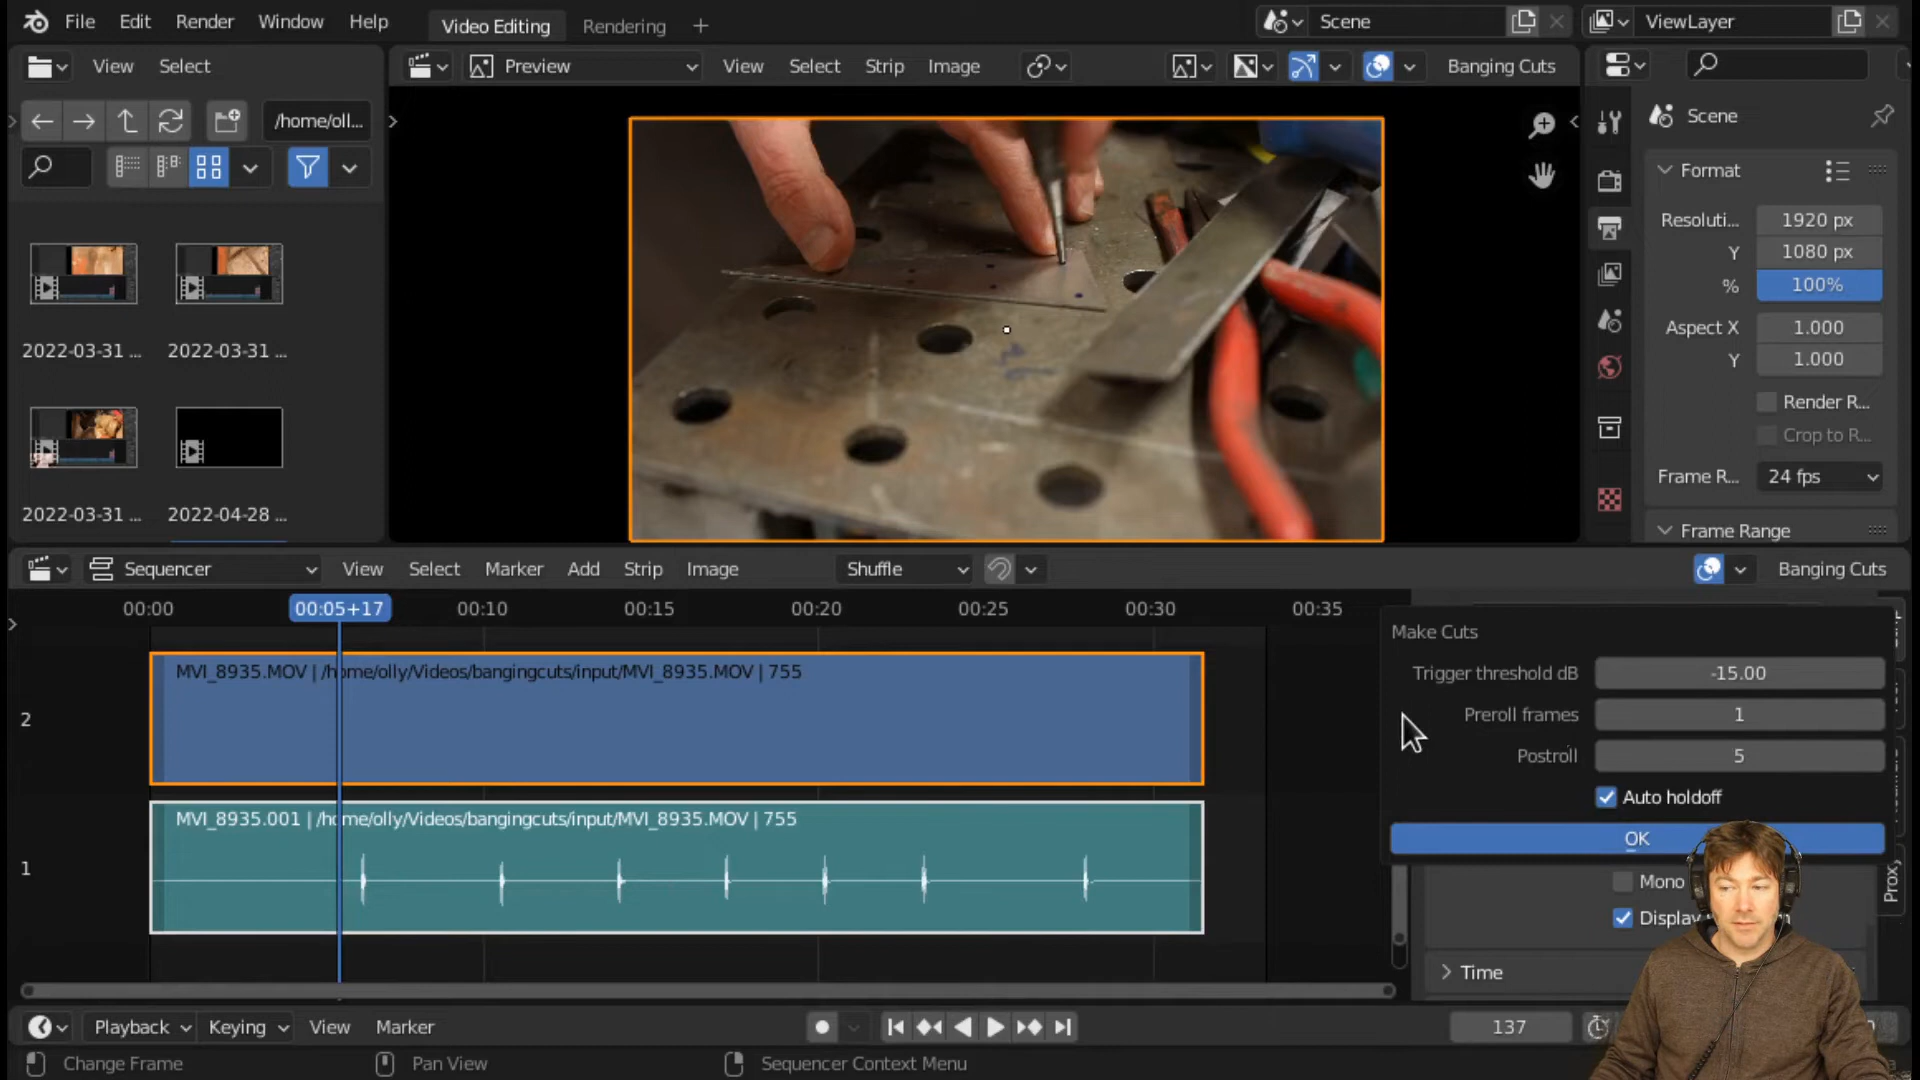 File Edit Render Window Help
Video Editing Rendering +
Scene
ViewLayer
View Select
Preview View Select Strip Image
Banging Cuts
/home/oll...
Scene
Format
Resoluti... 1920 px
Y 1080 px
% 100%
Aspect X 1.000
Y 1.000
Render R...
Crop to R...
Frame R... 24 fps
Frame Range
2022-03-31 ... 2022-03-31 ...
2022-03-31 ... 2022-04-28 ...
Sequencer View Select Marker Add Strip Image
Shuffle
Banging Cuts
00:00 00:05+17 00:10 00:15 00:20 00:25 00:30 00:35
2
MVI_8935.MOV | /home/olly/Videos/bangingcuts/input/MVI_8935.MOV | 755
1
MVI_8935.001 | /home/olly/Videos/bangingcuts/input/MVI_8935.MOV | 755
Make Cuts
Trigger threshold dB -15.00
Preroll frames 1
Postroll 5
Auto holdoff
OK
Mono
Display
Time
Prox
Playback Keying View Marker
137
Change Frame Pan View Sequencer Context Menu